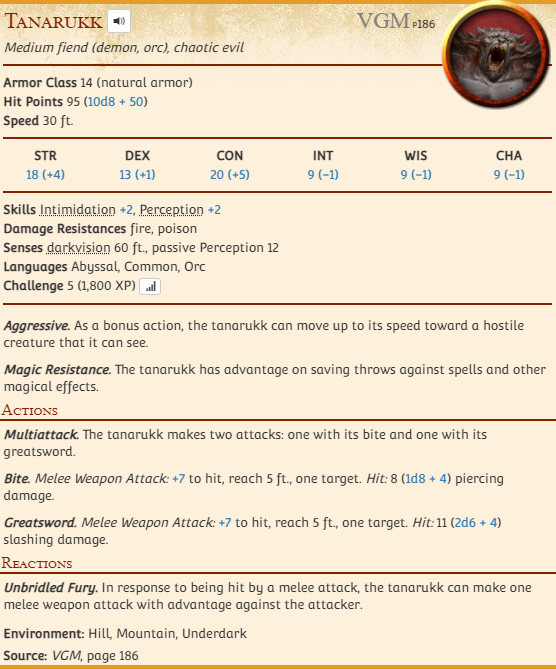 Tanarukk VGM p186
Medium fiend (demon, orc), chaotic evil
Armor Class 14 (natural armor)
Hit Points 95 (10d8 + 50)
Speed 30 ft.
STR DEX CON INT WIS CHA
18 (+4) 13 (+1) 20 (+5) 9 (−1) 9 (−1) 9 (−1)
Skills Intimidation +2, Perception +2
Damage Resistances fire, poison
Senses darkvision 60 ft., passive Perception 12
Languages Abyssal, Common, Orc
Challenge 5 (1,800 XP)
Aggressive. As a bonus action, the tanarukk can move up to its speed toward a hostile
creature that it can see.
Magic Resistance. The tanarukk has advantage on saving throws against spells and other
magical effects.
Actions
Multiattack. The tanarukk makes two attacks: one with its bite and one with its
greatsword.
Bite. Melee Weapon Attack: +7 to hit, reach 5 ft., one target. Hit: 8 (1d8 + 4) piercing
damage.
Greatsword. Melee Weapon Attack: +7 to hit, reach 5 ft., one target. Hit: 11 (2d6 + 4)
slashing damage.
Reactions
Unbridled Fury. In response to being hit by a melee attack, the tanarukk can make one
melee weapon attack with advantage against the attacker.
Environment: Hill, Mountain, Underdark
Source: VGM, page 186